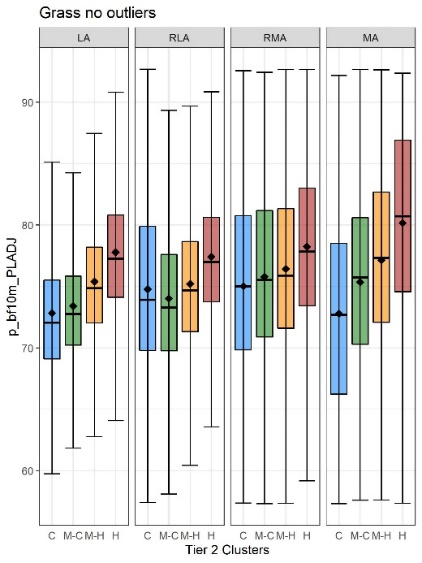 Grass no outliers
LA RLA RMA MA
90
80
70
60
p_bf10m_PLADJ
C M-C M-H H C M-C M-H H C M-C M-H H C M-C M-H H
Tier 2 Clusters